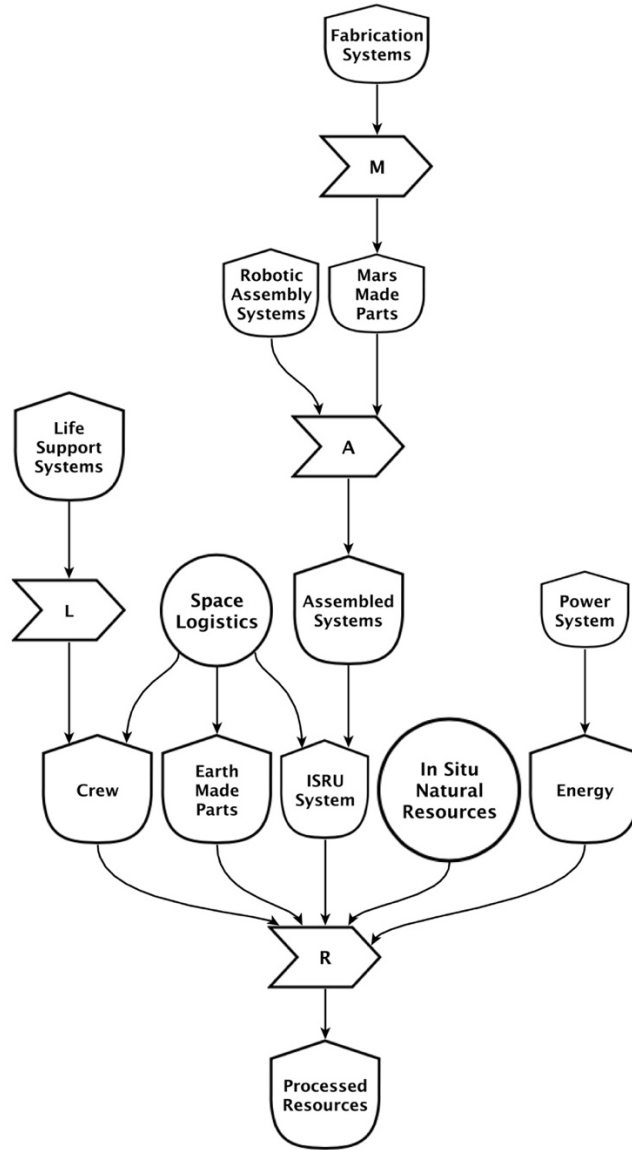 Fabrication
Systems
M
Robotic
Assembly
Systems
Mars
Made
Parts
Life
Support
Systems
A
L
Space
Logistics
Assembled
Systems
Power
System
Crew
Earth
Made
Parts
ISRU
System
In Situ
Natural
Resources
Energy
R
Processed
Resources